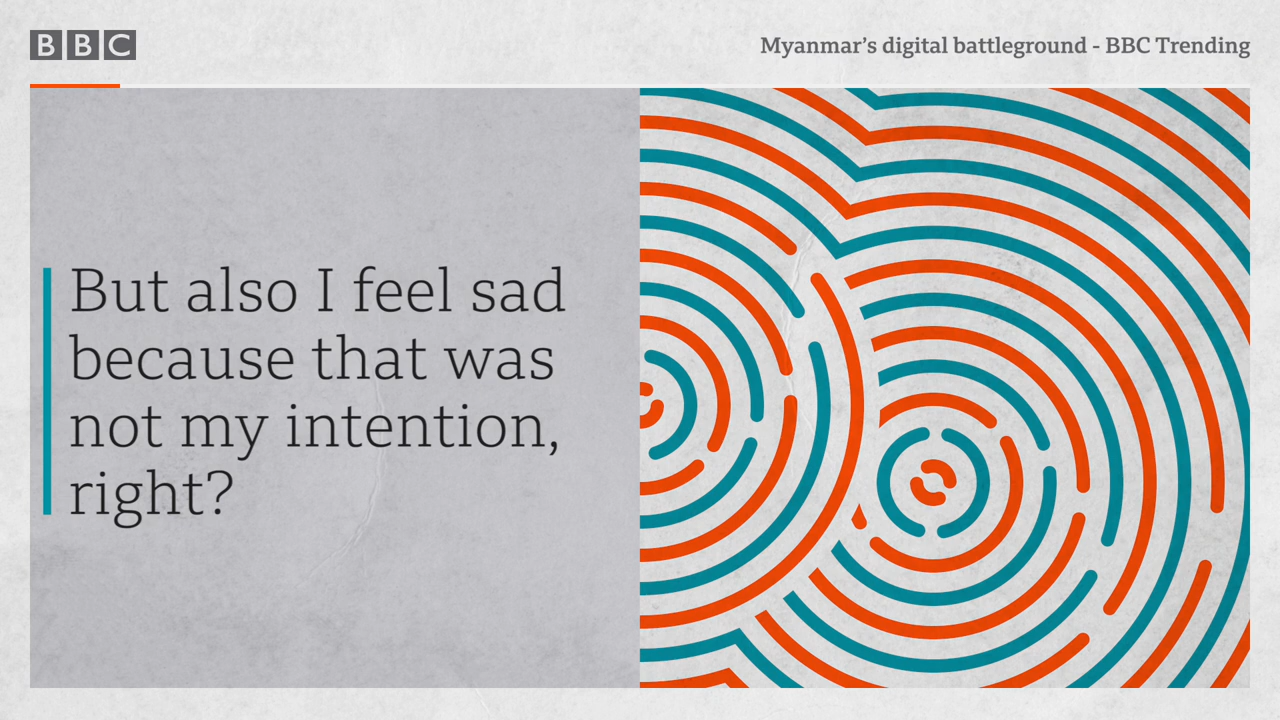 BBC
Myanmar’s digital battleground - BBC Trending
But also I feel sad
because that was
not my intention,
right?